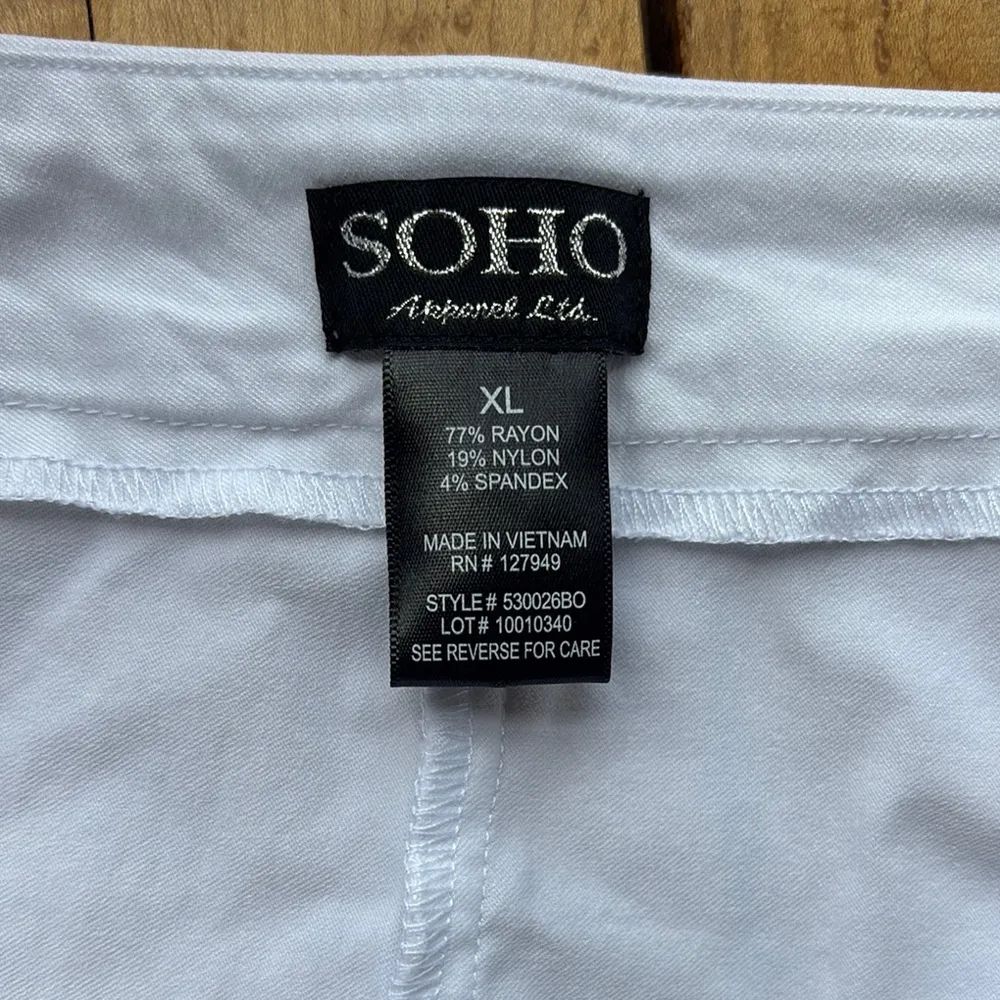 SOHO
Apparel Ltd.
XL
77% RAYON
19% NYLON
4% SPANDEX
MADE IN VIETNAM
RN# 127949
STYLE# 530026BO
LOT# 10010340
SEE REVERSE FOR CARE